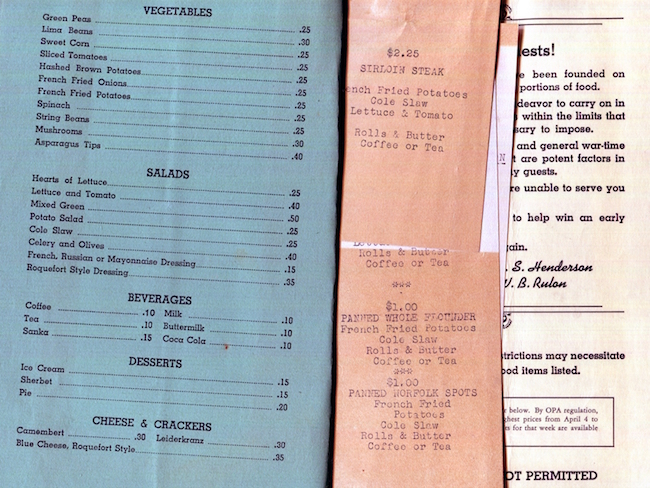 VEGETABLES
Green Peas .25
Lima Beans .30
Sweet Corn .25
Sliced Tomatoes .25
Hashed Brown Potatoes .25
French Fried Onions .25
French Fried Potatoes .25
Spinach .25
String Beans .25
Mushrooms .30
Asparagus Tips .40
SALADS
Hearts of Lettuce .25
Lettuce and Tomato .40
Mixed Green .50
Potato Salad .25
Cole Slaw .25
Celery and Olives .40
French, Russian or Mayonnaise Dressing .15
Roquefort Style Dressing .35
BEVERAGES
Coffee .10 Milk .10
Tea .10 Buttermilk .10
Sanka .15 Coca Cola .10
DESSERTS
Ice Cream .15
Sherbet .15
Pie .20
CHEESE & CRACKERS
Camembert .30 Leiderkranz .30
Blue Cheese, Roquefort Style .35
$2.25
SIRLOIN STEAK
ench Fried Potatoes
Cole Slaw
Lettuce & Tomato
Rolls & Butter
Coffee or Tea
Rolls & Butter
Coffee or Tea
***
$1.00
PANNED WHOLE FLOUNDER
French Fried Potatoes
Cole Slaw
Rolls & Butter
Coffee or Tea
***
$1.00
PANNED NORFOLK SPOTS
French Fried
Potatoes
Cole Slaw
Rolls & Butter
Coffee or Tea
N
ests!
e been founded on
portions of food.
deavor to carry on in
within the limits that
sary to impose.
and general war-time
t are potent factors in
y guests.
re unable to serve you
to help win an early
gain.
. S. Henderson
. B. Rulon
strictions may necessitate
ood items listed.
r below. By OPA regulation,
ghest prices from April 4 to
s for that week are available
OT PERMITTED